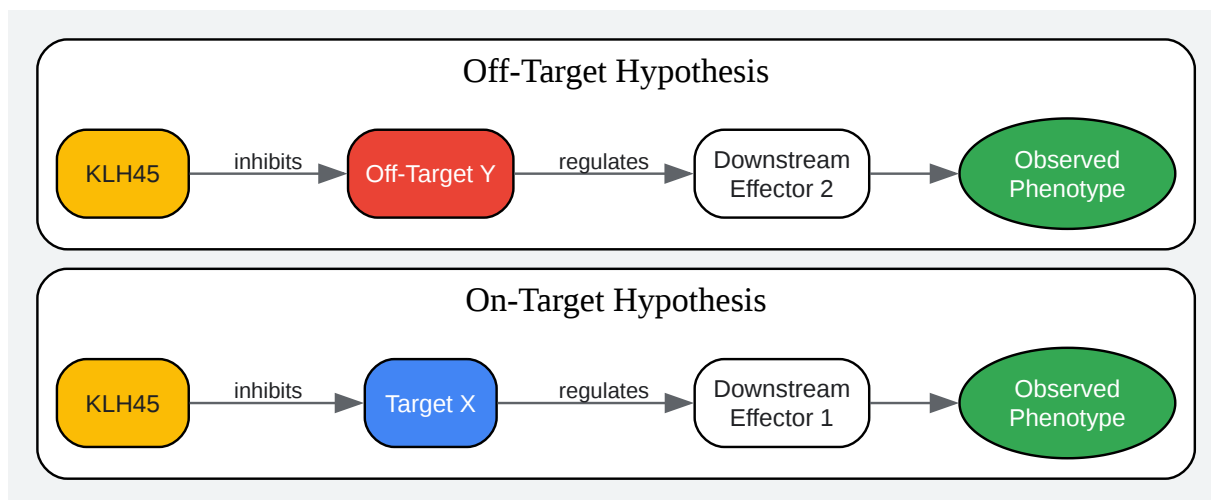 Off-Target Hypothesis
KLH45
inhibits
Off-Target Y
regulates
Downstream
Effector 2
Observed
Phenotype
On-Target Hypothesis
KLH45
inhibits
Target X
regulates
Downstream
Effector 1
Observed
Phenotype